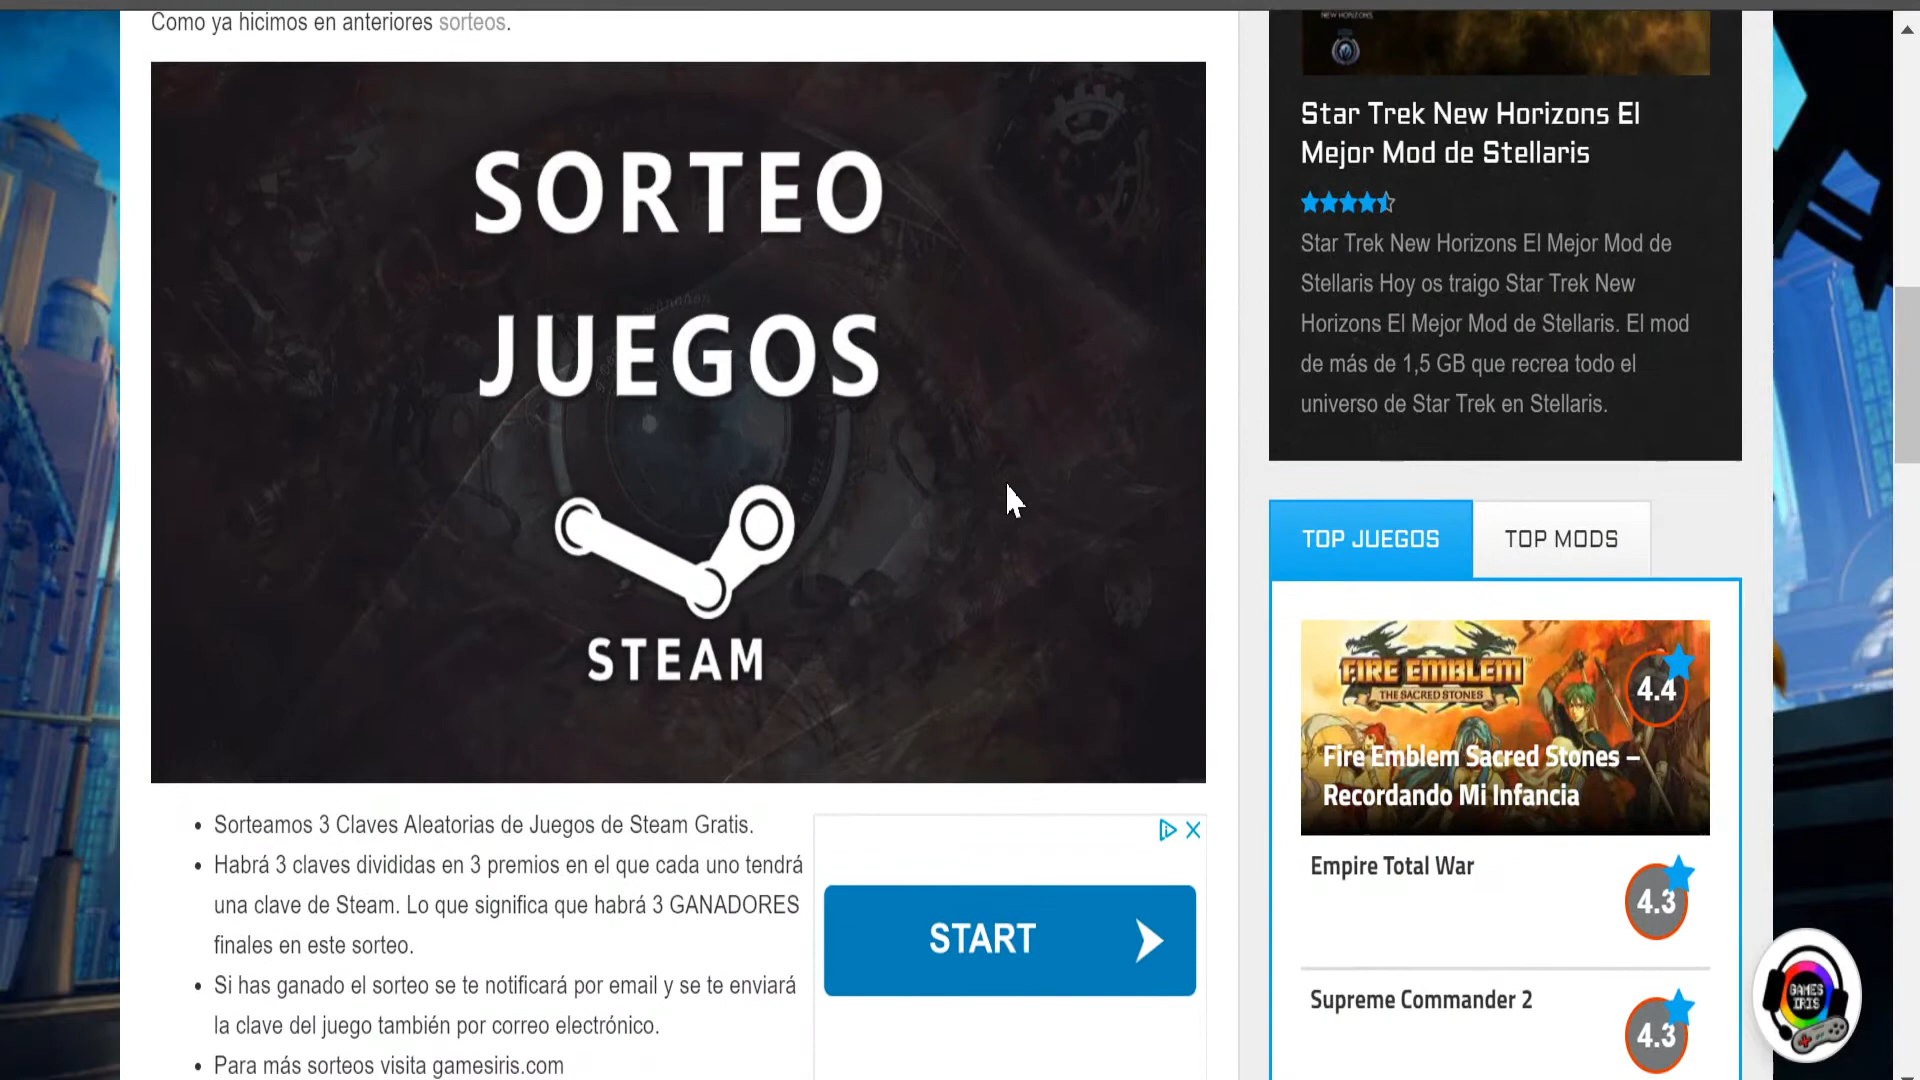 Como ya hicimos en anteriores sorteos.
SORTEO
JUEGOS
STEAM
Sorteamos 3 Claves Aleatorias de Juegos de Steam Gratis.
Habrá 3 claves divididas en 3 premios en el que cada uno tendrá
una clave de Steam. Lo que significa que habrá 3 GANADORES
finales en este sorteo.
Si has ganado el sorteo se te notificará por email y se te enviará
la clave del juego también por correo electrónico.
Para más sorteos visita gamesiris.com
START
NEW HORIZONS
Star Trek New Horizons El
Mejor Mod de Stellaris
Star Trek New Horizons El Mejor Mod de
Stellaris Hoy os traigo Star Trek New
Horizons El Mejor Mod de Stellaris. El mod
de más de 1,5 GB que recrea todo el
universo de Star Trek en Stellaris.
TOP JUEGOS
TOP MODS
FIRE EMBLEM
THE SACRED STONES
4.4
Fire Emblem Sacred Stones –
Recordando Mi Infancia
Empire Total War
4.3
Supreme Commander 2
4.3
GAMES
IRIS